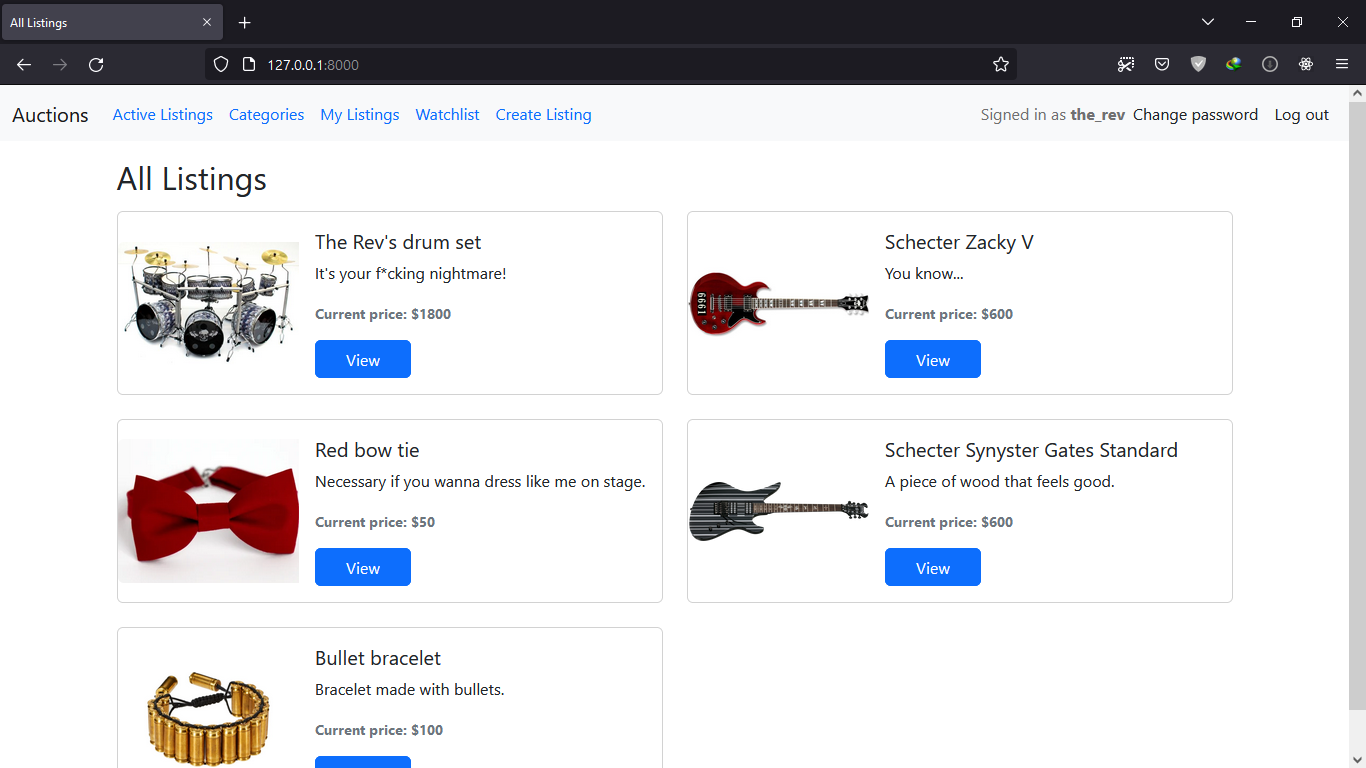 All Listings
127.0.0.1:8000
Auctions Active Listings Categories My Listings Watchlist Create Listing Signed in as the_rev Change password Log out
All Listings
The Rev's drum set
It's your f*cking nightmare!
Current price: $1800
View
Schecter Zacky V
You know...
Current price: $600
View
6661
Red bow tie
Necessary if you wanna dress like me on stage.
Current price: $50
View
Schecter Synyster Gates Standard
A piece of wood that feels good.
Current price: $600
View
Bullet bracelet
Bracelet made with bullets.
Current price: $100